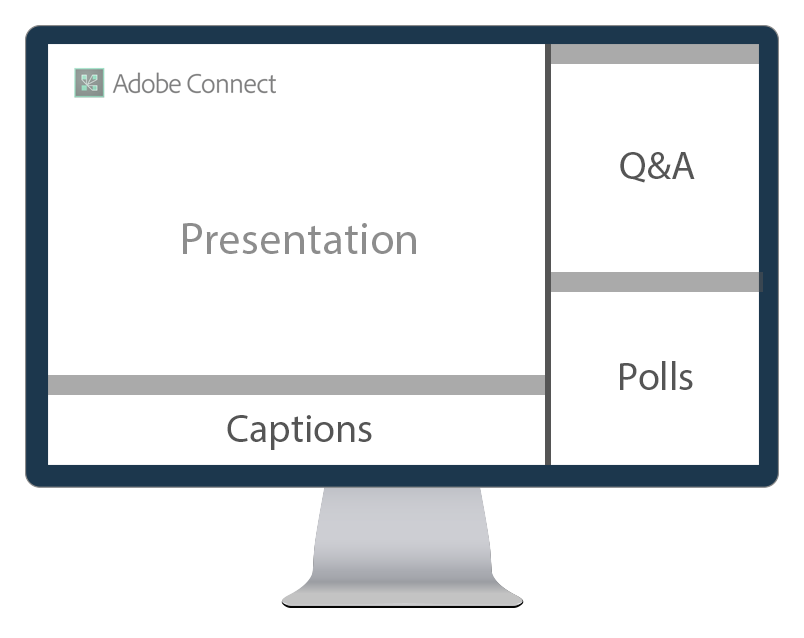 Adobe Connect
Presentation
Captions
Q&A
Polls